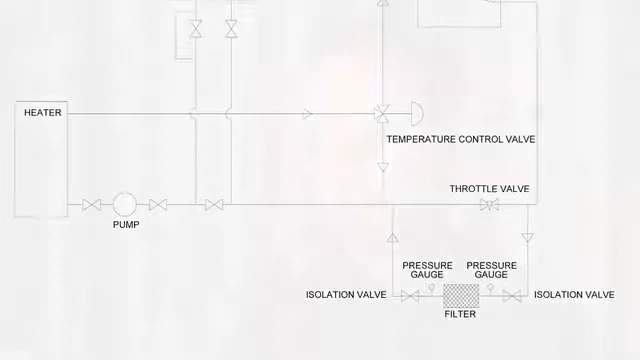 HEATER
TEMPERATURE CONTROL VALVE
THROTTLE VALVE
PUMP
PRESSURE
GAUGE
PRESSURE
GAUGE
ISOLATION VALVE
ISOLATION VALVE
FILTER